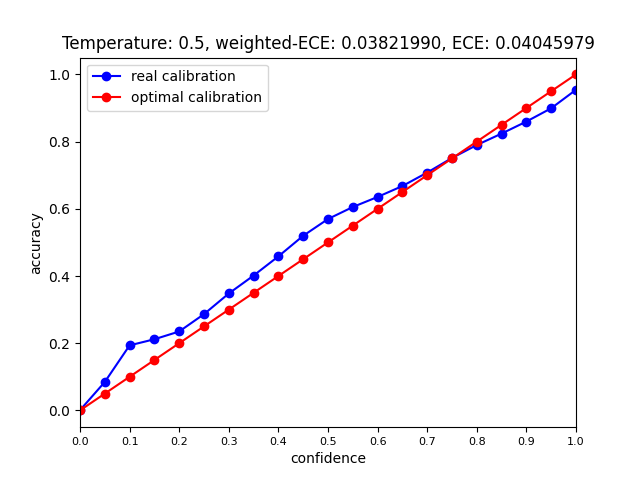 Temperature: 0.5, weighted-ECE: 0.03821990, ECE: 0.04045979
real calibration
optimal calibration
accuracy
1.0
0.8
0.6
0.4
0.2
0.0
0.0 0.1 0.2 0.3 0.4 0.5 0.6 0.7 0.8 0.9 1.0
confidence